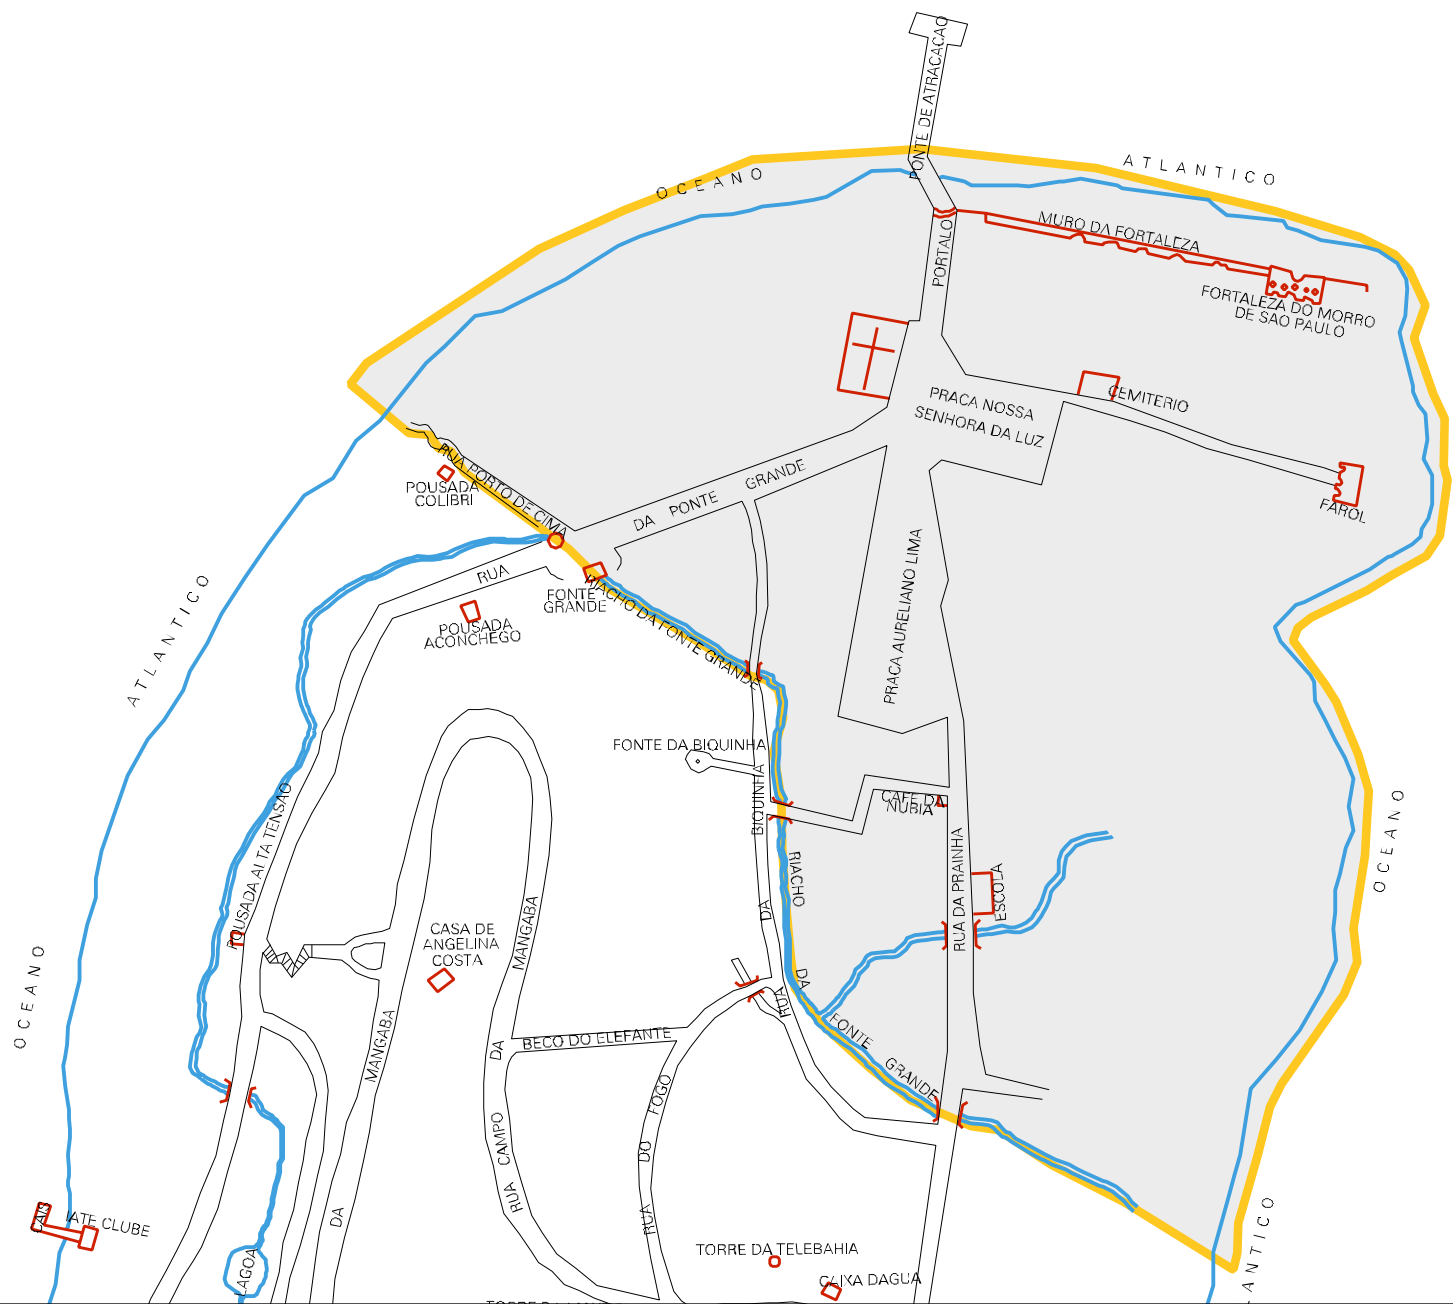 PONTE DE ATRACACAO
ATLANTICO
OCEANO
MURO DA FORTALEZA
PORTALO
FORTALEZA DO MORRO
DE SAO PAULO
CEMITERIO
PRACA NOSSA
SENHORA DA LUZ
RUA PORTO DE CIMA
POUSADA
COLIBRI
DA PONTE GRANDE
FAROL
RUA
FONTE
GRANDE
RIACHO DA FONTE GRANDE
POUSADA
ACONCHEGO
ATLANTICO
PRACA AURELIANO LIMA
FONTE DA BIQUINHA
BIQUINHA
CAFE DA
NUBIA
POUSADA ALTA TENSAO
OCEANO
RIACHO
RUA DA PRAINHA
ESCOLA
DA
CASA DE
ANGELINA
COSTA
MANGABA
OCEANO
DA
RUA
FONTE
GRANDE
BECO DO ELEFANTE
MANGABA
DA
FOGO
DO
RUA
CAMPO
RUA
DA
CAIS
IATE CLUBE
LAGOA
TORRE DA TELEBAHIA
CAIXA DAGUA
ANTICO